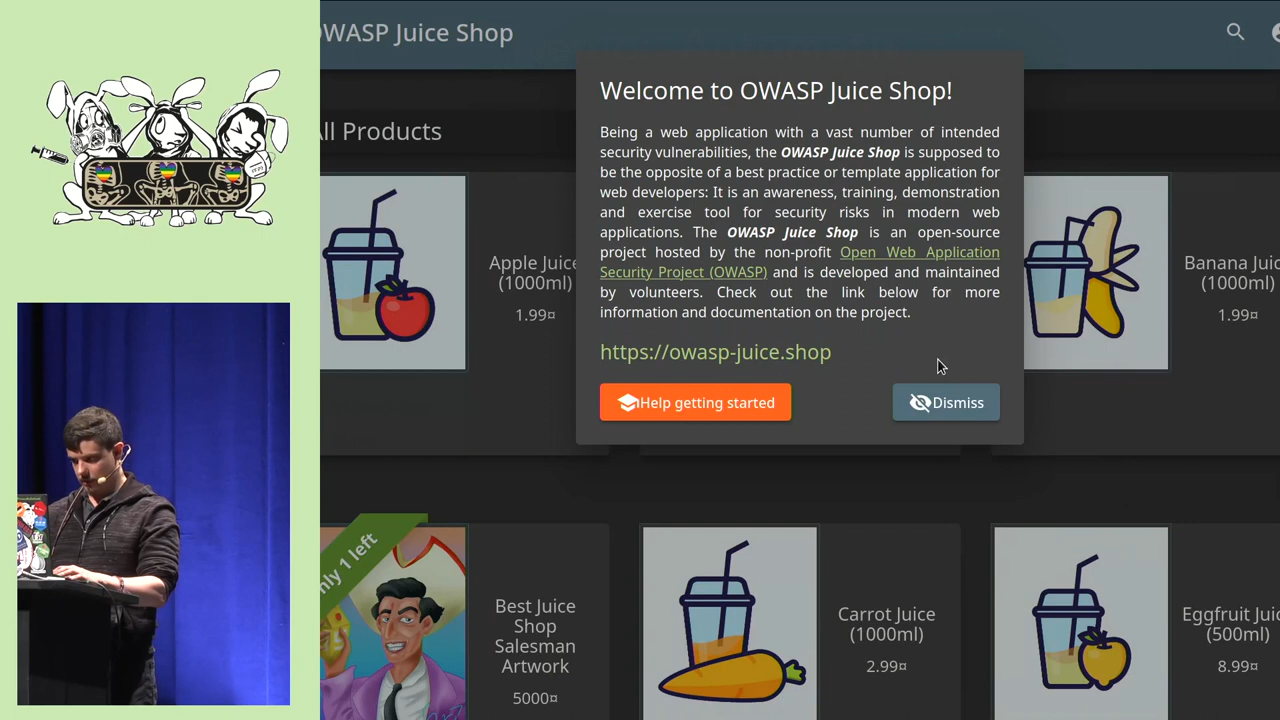 OWASP Juice Shop
All Products
Welcome to OWASP Juice Shop!
Being a web application with a vast number of intended
security vulnerabilities, the OWASP Juice Shop is supposed to
be the opposite of a best practice or template application for
web developers: It is an awareness, training, demonstration
and exercise tool for security risks in modern web
applications. The OWASP Juice Shop is an open-source
project hosted by the non-profit Open Web Application
Security Project (OWASP) and is developed and maintained
by volunteers. Check out the link below for more
information and documentation on the project.
https://owasp-juice.shop
Help getting started
Dismiss
Apple Juice
(1000ml)
1.99¤
Banana Juic
(1000ml)
1.99¤
nly 1 left
Best Juice
Shop
Salesman
Artwork
5000¤
Carrot Juice
(1000ml)
2.99¤
Eggfruit Juic
(500ml)
8.99¤